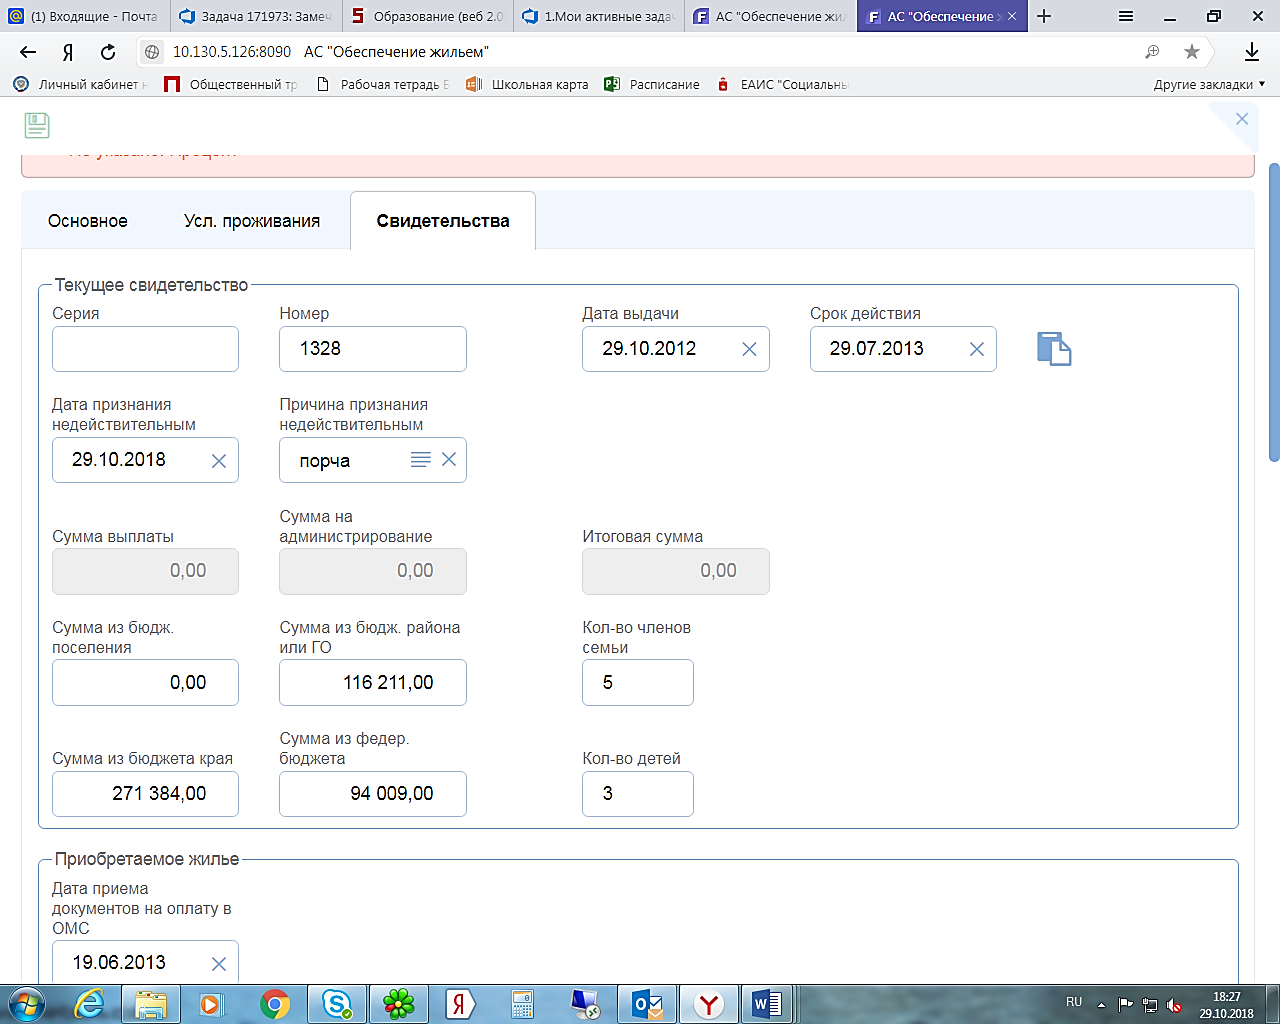 (1) Входящие - Почта
Задача 171973: Замеч
Образование (веб 2.0
1.Мои активные зада
АС "Обеспечение жил
АС "Обеспечение ж
10.130.5.126:8090 АС "Обеспечение жильем"
Личный кабинет н
Общественный тр
Рабочая тетрадь Б
Школьная карта
Расписание
ЕАИС "Социальны
Другие закладки
Основное
Усл. проживания
Свидетельства
Текущее свидетельство
Серия
Номер
Дата выдачи
Срок действия
1328
29.10.2012
29.07.2013
Дата признания
недействительным
Причина признания
недействительным
29.10.2018
порча
Сумма выплаты
Сумма на
администрирование
Итоговая сумма
0,00
0,00
0,00
Сумма из бюдж.
поселения
Сумма из бюдж. района
или ГО
Кол-во членов
семьи
0,00
116 211,00
5
Сумма из бюджета края
Сумма из федер.
бюджета
Кол-во детей
271 384,00
94 009,00
3
Приобретаемое жилье
Дата приема
документов на оплату в
ОМС
19.06.2013
RU
18:27
29.10.2018